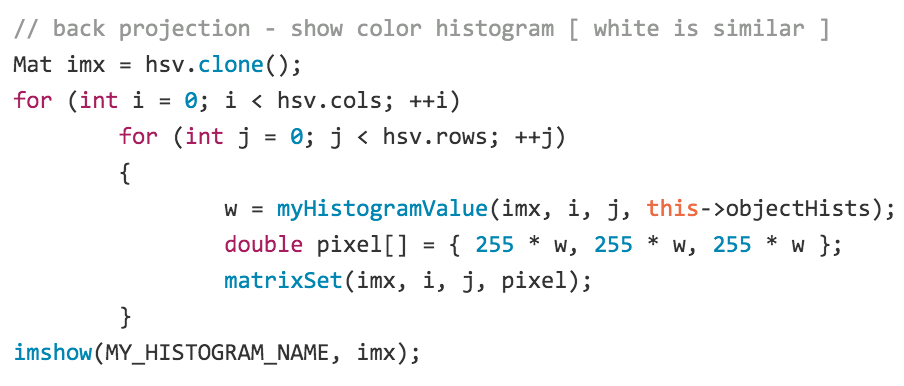 // back projection - show color histogram [ white is similar ]
Mat imx = hsv.clone();
for (int i = 0; i < hsv.cols; ++i)
        for (int j = 0; j < hsv.rows; ++j)
        {
                w = myHistogramValue(imx, i, j, this->objectHists);
                double pixel[] = { 255 * w, 255 * w, 255 * w };
                matrixSet(imx, i, j, pixel);
        }
imshow(MY_HISTOGRAM_NAME, imx);